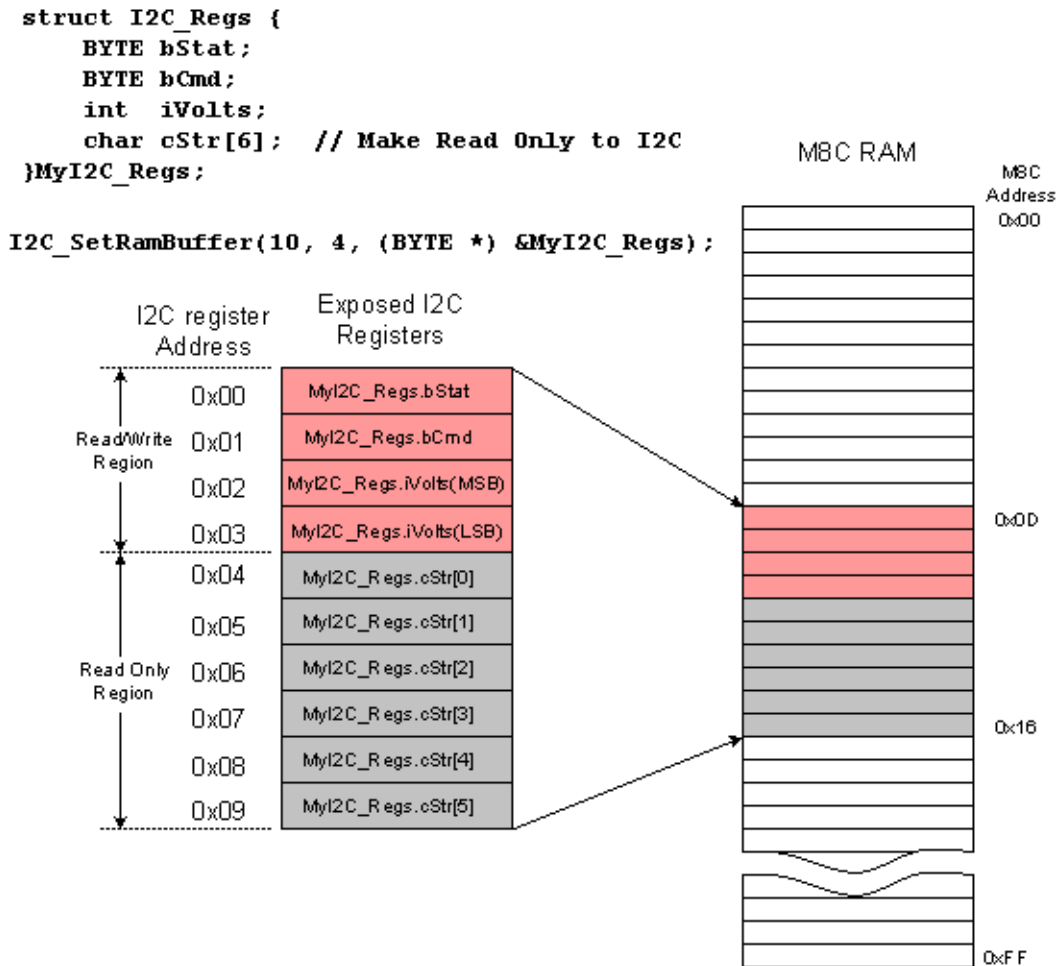 struct I2C_Regs {
BYTE bStat;
BYTE bCmd;
int iVolts;
char cStr[6]; // Make Read Only to I2C
}MyI2C_Regs;
I2C_SetRamBuffer(10, 4, (BYTE *) &MyI2C_Regs);
I2C register
Address
Exposed I2C
Registers
0x00
MyI2C_Regs.bStat
0x01
MyI2C_Regs.bCmd
0x02
MyI2C_Regs.iVolts(MSB)
0x03
MyI2C_Regs.iVolts(LSB)
Read/Write
Region
0x04
MyI2C_Regs.cStr[0]
0x05
MyI2C_Regs.cStr[1]
0x06
MyI2C_Regs.cStr[2]
0x07
MyI2C_Regs.cStr[3]
0x08
MyI2C_Regs.cStr[4]
0x09
MyI2C_Regs.cStr[5]
Read Only
Region
M8C RAM
M8C
Address
0x00
0x0D
0x16
0xFF